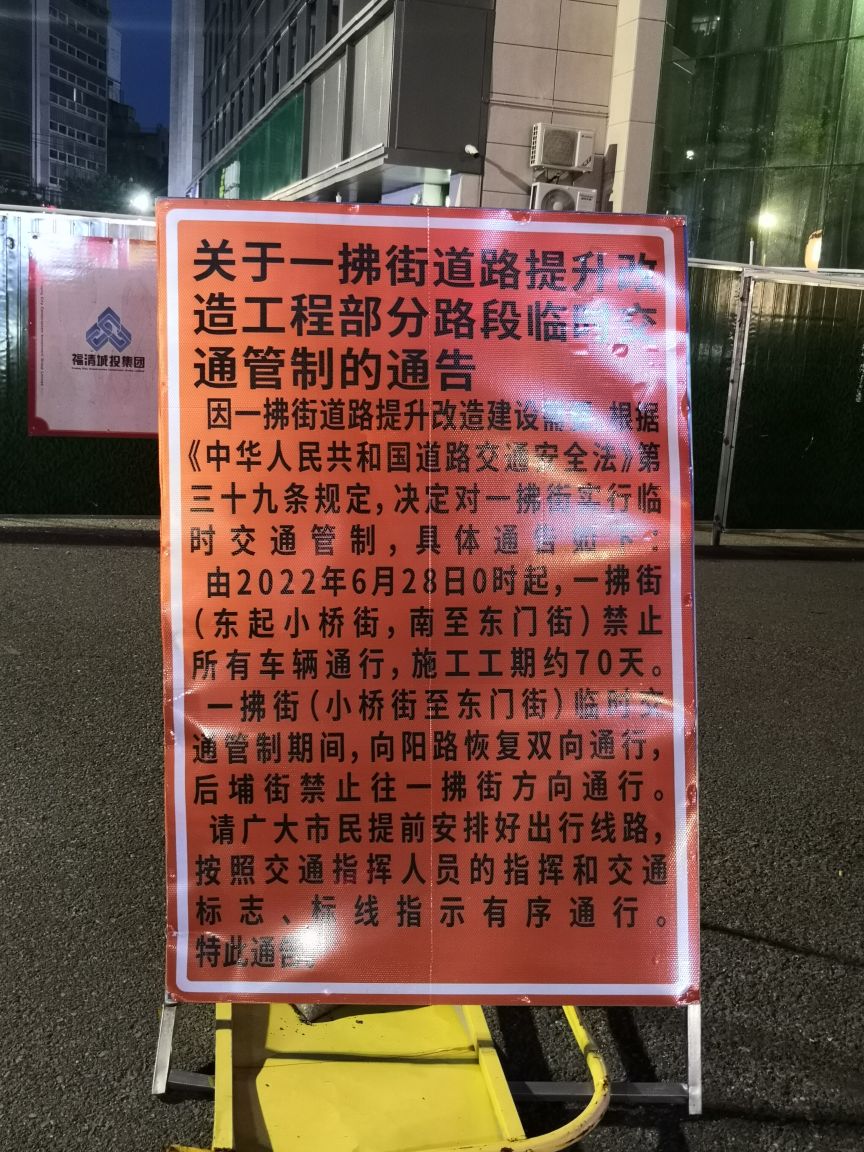 关于一拂街道路提升改
造工程部分路段临时交
通管制的通告
因一拂街道路提升改造建设需要,根据
《中华人民共和国道路交通安全法》第
三十九条规定,决定对一拂街实行临
时交通管制,具体通告如下:
由2022年6月28日0时起,一拂街
(东起小桥街,南至东门街)禁止
所有车辆通行,施工工期约70天。
一拂街(小桥街至东门街)临时交
通管制期间,向阳路恢复双向通行,
后埔街禁止往一拂街方向通行。
请广大市民提前安排好出行线路,
按照交通指挥人员的指挥和交通
标志、标线指示有序通行。
特此通告。
福清城投集团